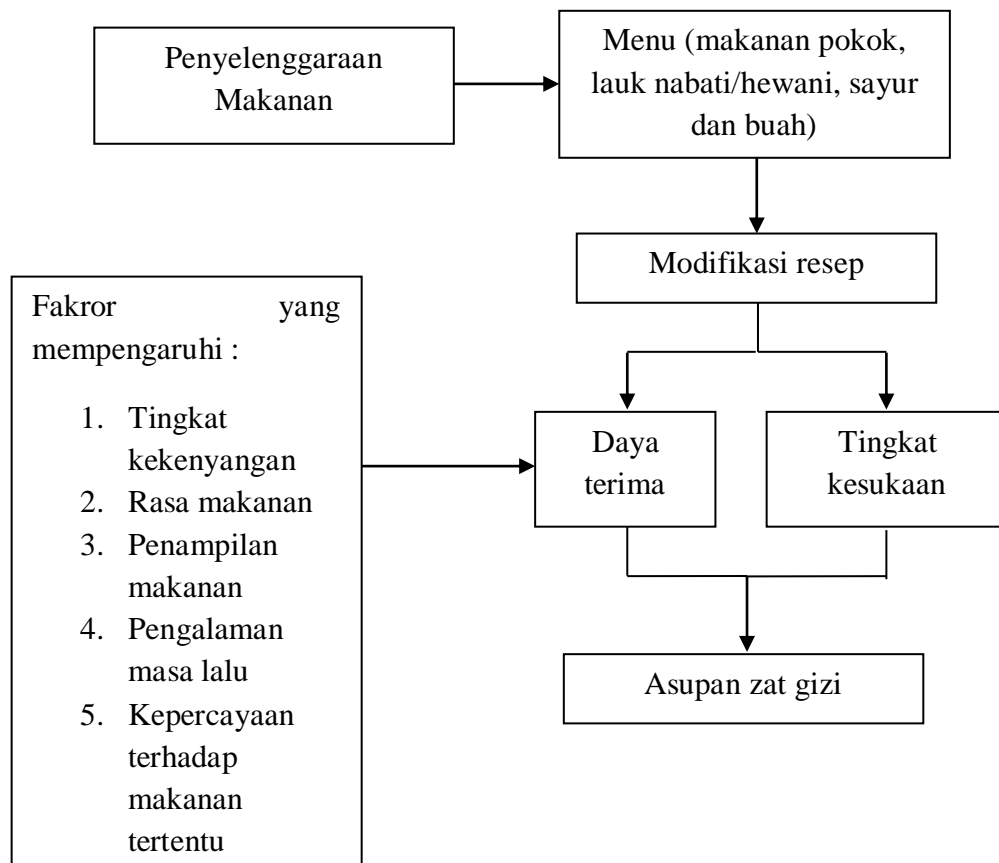 Penyelenggaraan
Makanan
Menu (makanan pokok,
lauk nabati/hewani, sayur
dan buah)
Modifikasi resep
Fakror yang
mempengaruhi :
1. Tingkat
kekenyangan
2. Rasa makanan
3. Penampilan
makanan
4. Pengalaman
masa lalu
5. Kepercayaan
terhadap
makanan
tertentu
Daya
terima
Tingkat
kesukaan
Asupan zat gizi